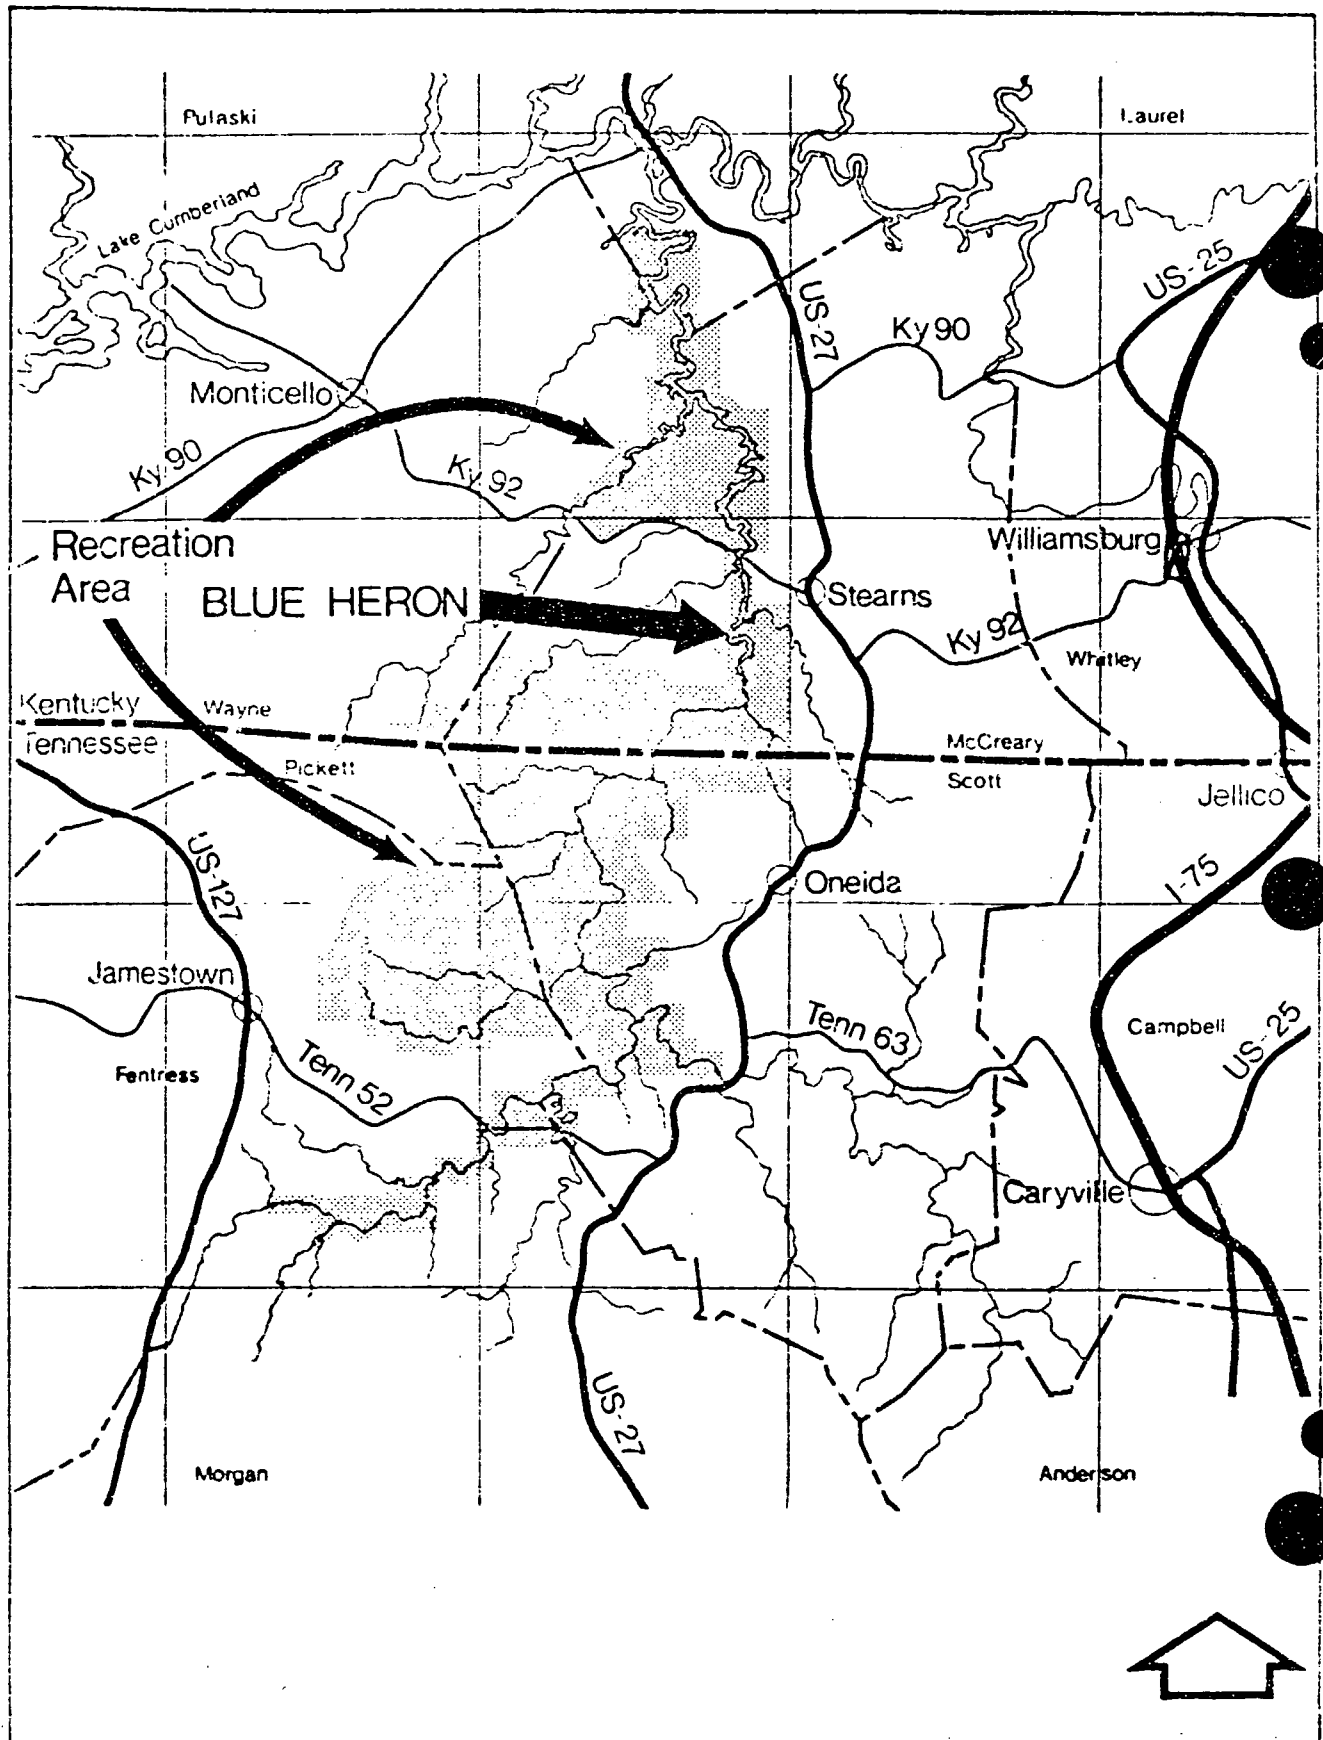 Pulaski
Laurel
Lake Cumberland
US-25
US-27
Ky 90
Monticello
Ky 90
Ky 92
Recreation
Area
Williamsburg
BLUE HERON
Stearns
Ky 92
Whitley
Kentucky
Wayne
Tennessee
McCreary
Pickett
Scott
Jellico
US-127
Oneida
I-75
Jamestown
Tenn 63
Campbell
US-25
Fentress
Tenn 52
Caryville
US-27
Morgan
Anderson